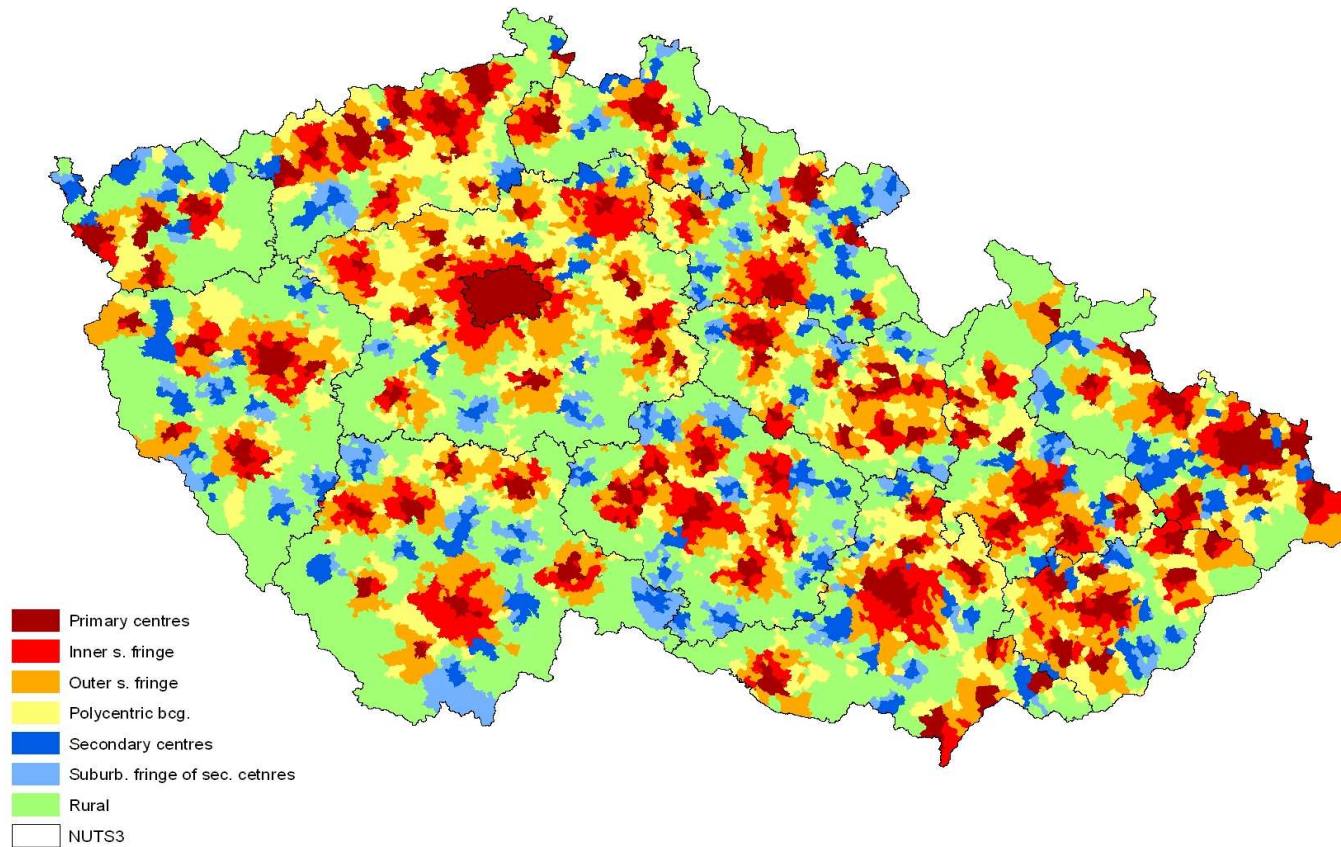 Primary centres
Inner s. fringe
Outer s. fringe
Polycentric bcg.
Secondary centres
Suburb. fringe of sec. cetnres
Rural
NUTS3